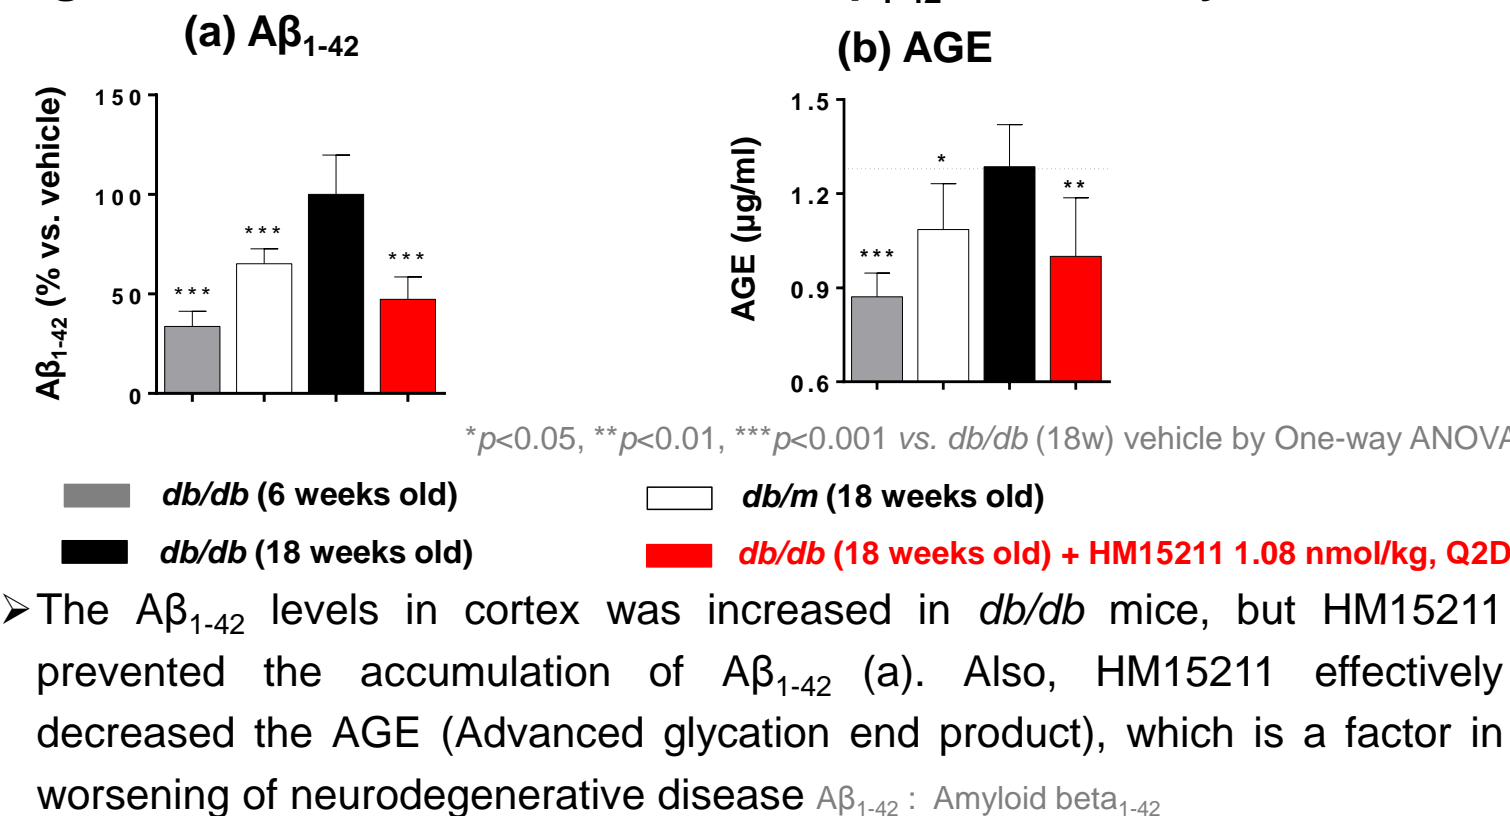 (a) Aβ1-42
(b) AGE
Aβ1-42 (% vs. vehicle)
150
100
50
0
***
***
***
AGE (µg/ml)
1.5
1.2
0.9
0.6
***
*
**
*p<0.05, **p<0.01, ***p<0.001 vs. db/db (18w) vehicle by One-way ANOVA
db/db (6 weeks old)
db/m (18 weeks old)
db/db (18 weeks old)
db/db (18 weeks old) + HM15211 1.08 nmol/kg, Q2D
➢The Aβ1-42 levels in cortex was increased in db/db mice, but HM15211
prevented the accumulation of Aβ1-42 (a). Also, HM15211 effectively
decreased the AGE (Advanced glycation end product), which is a factor in
worsening of neurodegenerative disease Aβ1-42 : Amyloid beta1-42